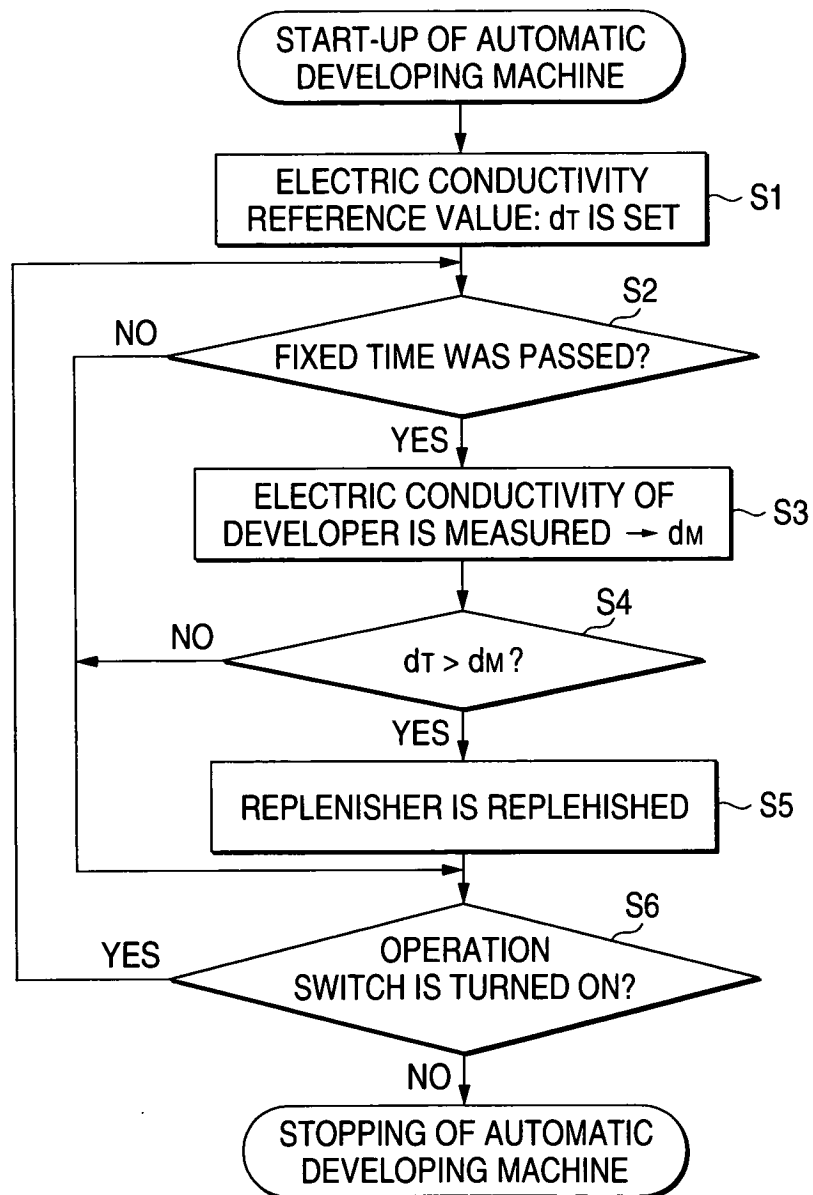 START-UP OF AUTOMATIC
DEVELOPING MACHINE
ELECTRIC CONDUCTIVITY
REFERENCE VALUE: dT IS SET
S1
S2
NO
FIXED TIME WAS PASSED?
YES
ELECTRIC CONDUCTIVITY OF
DEVELOPER IS MEASURED → dM
S3
S4
NO
dT > dM?
YES
REPLENISHER IS REPLEHISHED
S5
S6
YES
OPERATION
SWITCH IS TURNED ON?
NO
STOPPING OF AUTOMATIC
DEVELOPING MACHINE